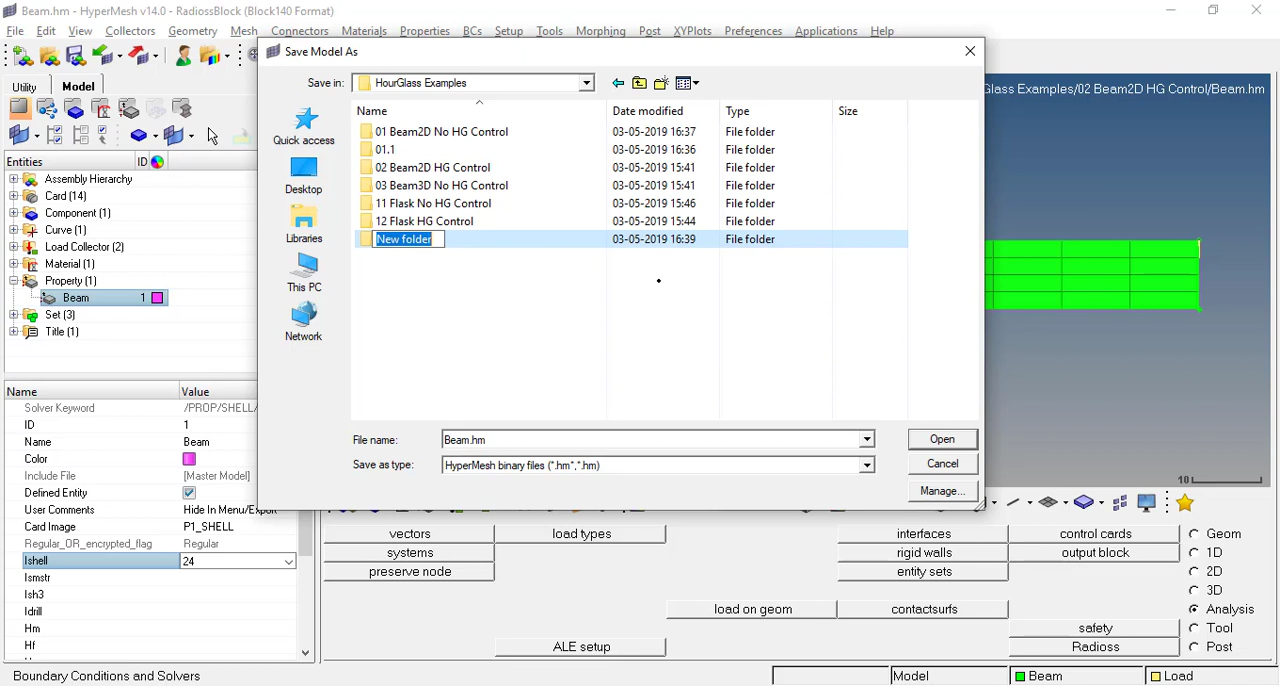 Beam.hm - HyperMesh v14.0 - RadiossBlock (Block140 Format)
File Edit View Collectors Geometry Mesh Connectors Materials Properties BCs Setup Tools Morphing Post XYPlots Preferences Applications Help
Save Model As
Utility Model
Save in: HourGlass Examples
Glass Examples/02 Beam2D HG Control/Beam.hm
Entities ID
Assembly Hierarchy
Card (14)
Component (1)
Curve (1)
Load Collector (2)
Material (1)
Property (1)
Beam 1
Set (3)
Title (1)
Quick access
Desktop
Libraries
This PC
Network
Name Date modified Type Size
01 Beam2D No HG Control 03-05-2019 16:37 File folder
01.1 03-05-2019 16:36 File folder
02 Beam2D HG Control 03-05-2019 15:41 File folder
03 Beam3D No HG Control 03-05-2019 15:41 File folder
11 Flask No HG Control 03-05-2019 15:46 File folder
12 Flask HG Control 03-05-2019 15:44 File folder
New folder 03-05-2019 16:39 File folder
File name: Beam.hm Open
Save as type: HyperMesh binary files (*.hm*,*.hm) Cancel
Manage...
10
Name Value
Solver Keyword /PROP/SHELL/
ID 1
Name Beam
Color
Include File [Master Model]
Defined Entity
User Comments Hide In Menu/Export
Card Image P1_SHELL
Regular_OR_encrypted_flag Regular
Ishell 24
Ismstr
Ish3
Idrill
Hm
Hf
vectors load types interfaces control cards Geom
systems rigid walls output block 1D
preserve node entity sets 2D
3D
load on geom contactsurfs Analysis
safety Tool
ALE setup Radioss Post
Boundary Conditions and Solvers Model Beam Load